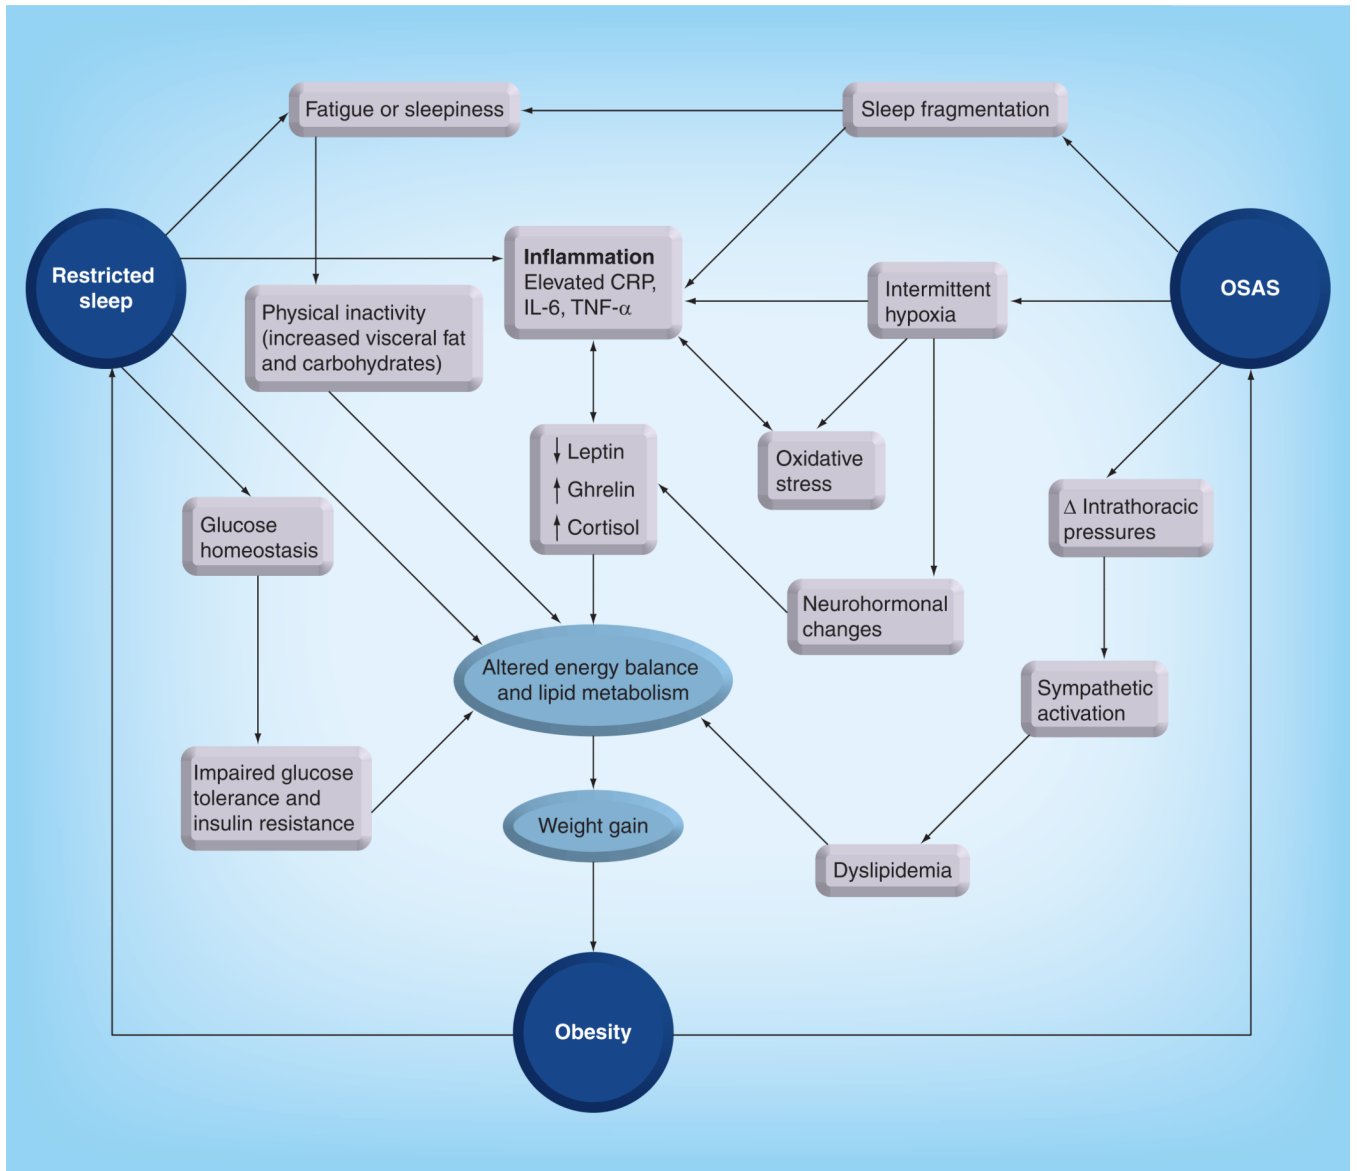 Fatigue or sleepiness
Sleep fragmentation
Restricted
sleep
Inflammation
Elevated CRP,
IL-6, TNF-α
Intermittent
hypoxia
OSAS
Physical inactivity
(increased visceral fat
and carbohydrates)
↓ Leptin
↑ Ghrelin
↑ Cortisol
Oxidative
stress
Glucose
homeostasis
Δ Intrathoracic
pressures
Neurohormonal
changes
Altered energy balance
and lipid metabolism
Sympathetic
activation
Impaired glucose
tolerance and
insulin resistance
Weight gain
Dyslipidemia
Obesity